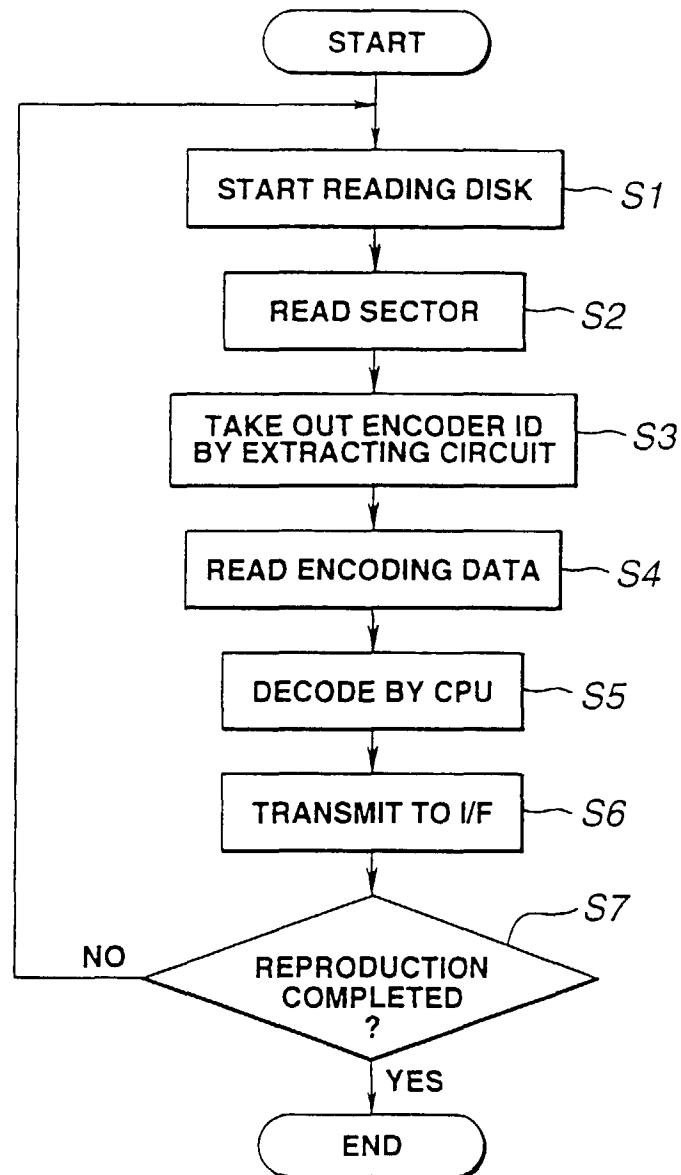 START
START READING DISK
S1
READ SECTOR
S2
TAKE OUT ENCODER ID
BY EXTRACTING CIRCUIT
S3
READ ENCODING DATA
S4
DECODE BY CPU
S5
TRANSMIT TO I/F
S6
S7
NO
REPRODUCTION
COMPLETED
?
YES
END